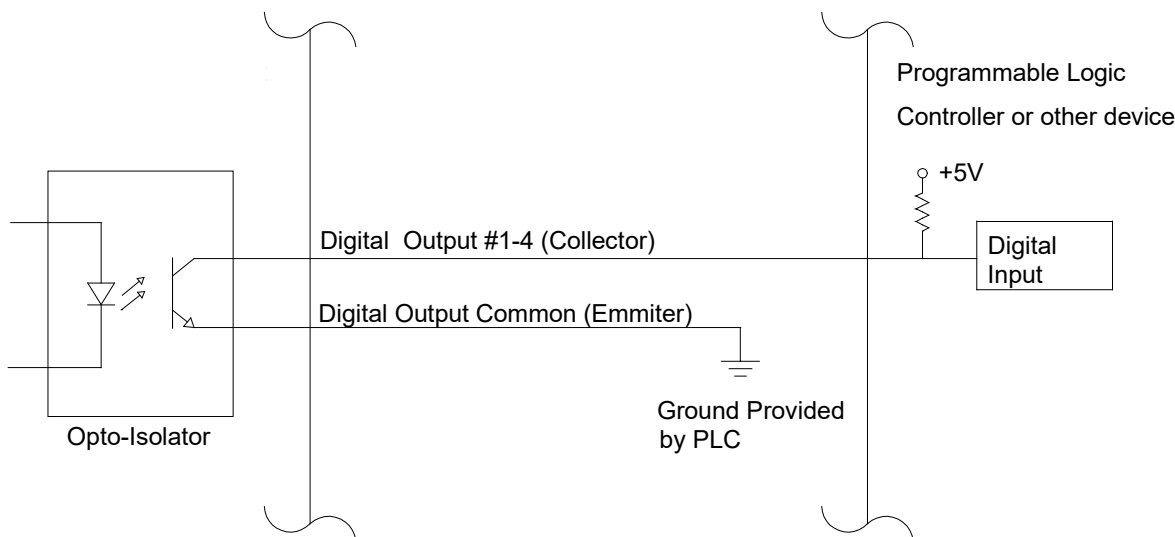 Programmable Logic
Controller or other device
+5V
Digital Output #1-4 (Collector)
Digital
Input
Digital Output Common (Emmiter)
Ground Provided
by PLC
Opto-Isolator